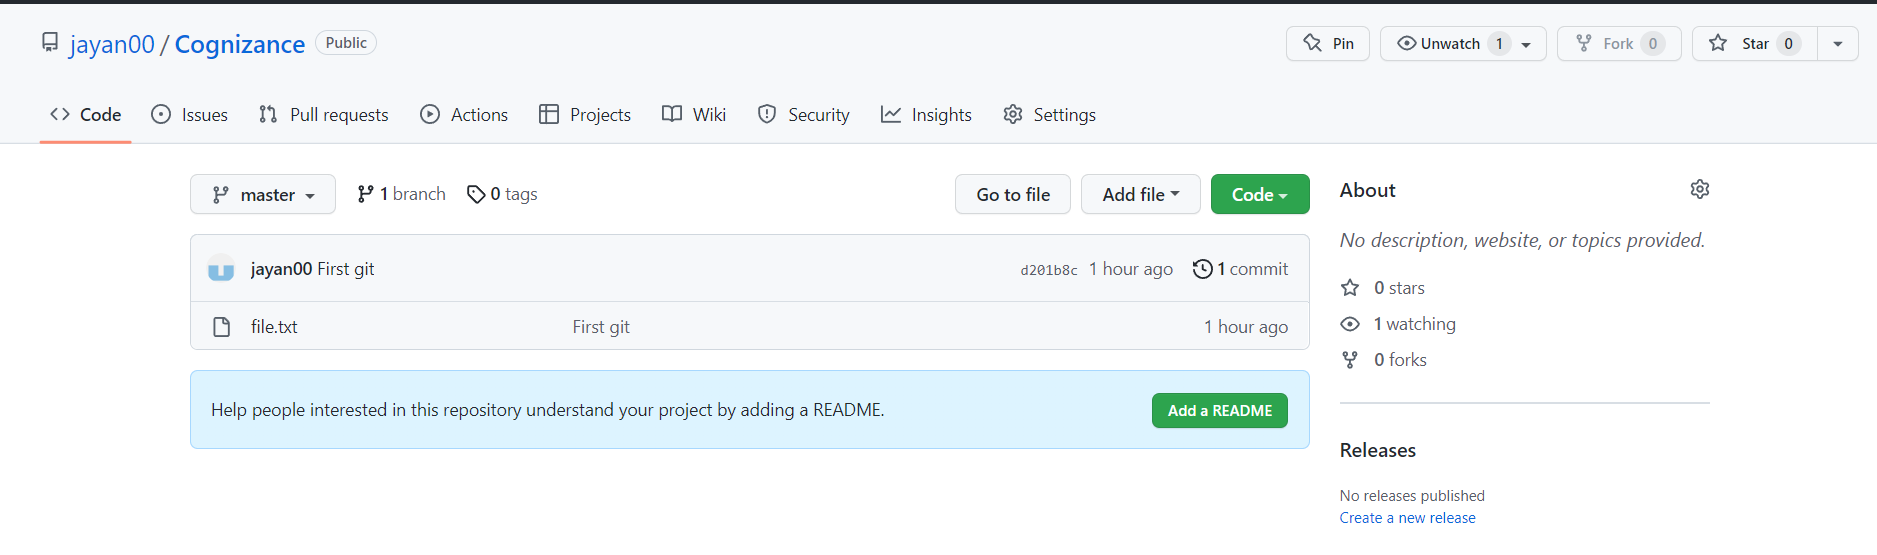 jayan00 / Cognizance Public
Pin Unwatch 1 Fork 0 Star 0
Code Issues Pull requests Actions Projects Wiki Security Insights Settings
master 1 branch 0 tags Go to file Add file Code
jayan00 First git d201b8c 1 hour ago 1 commit
file.txt First git 1 hour ago
Help people interested in this repository understand your project by adding a README. Add a README
About
No description, website, or topics provided.
0 stars
1 watching
0 forks
Releases
No releases published
Create a new release